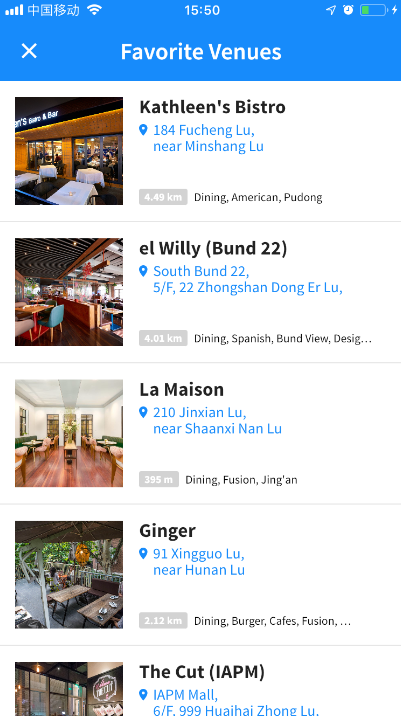 中国移动
15:50
Favorite Venues
Kathleen's Bistro
184 Fucheng Lu,
near Minshang Lu
4.49 km Dining, American, Pudong
el Willy (Bund 22)
South Bund 22,
5/F, 22 Zhongshan Dong Er Lu,
4.01 km Dining, Spanish, Bund View, Desig...
La Maison
210 Jinxian Lu,
near Shaanxi Nan Lu
395 m Dining, Fusion, Jing'an
Ginger
91 Xingguo Lu,
near Hunan Lu
2.12 km Dining, Burger, Cafes, Fusion, ...
The Cut (IAPM)
IAPM Mall,
6/F, 999 Huaihai Zhong Lu,